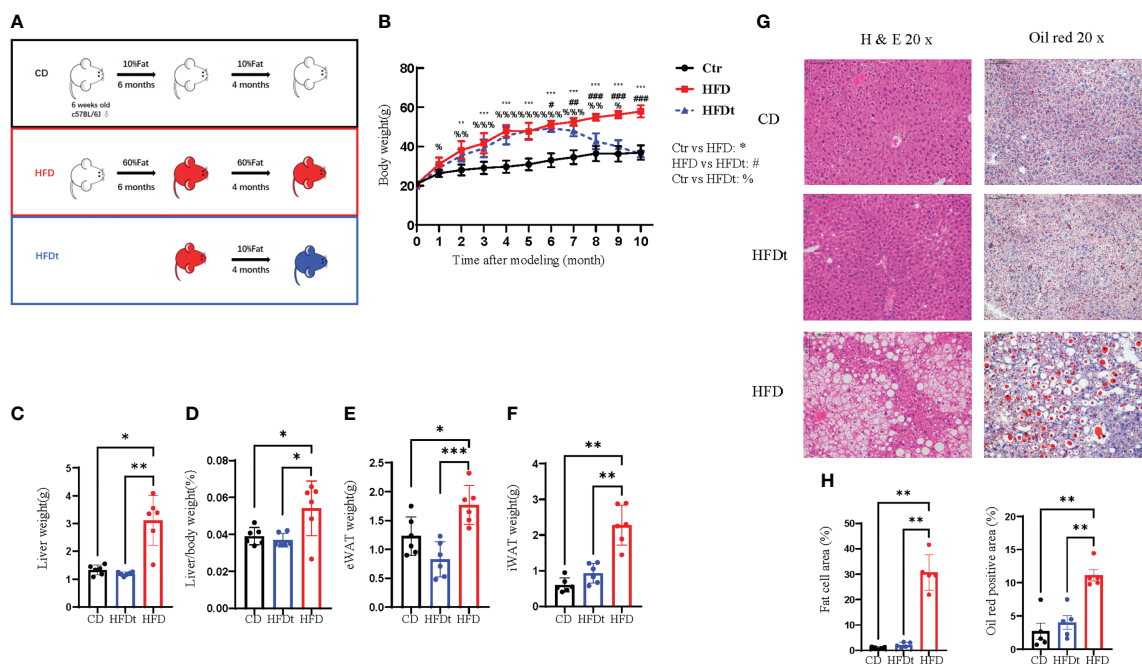 A
CD
10%Fat
6 months
10%Fat
4 months
6 weeks old
c57BL/6J ♂
HFD
60%Fat
6 months
60%Fat
4 months
HFDt
10%Fat
4 months
B
Body weight(g)
80
60
40
20
0
0 1 2 3 4 5 6 7 8 9 10
Time after modeling (month)
Ctr
HFD
HFDt
Ctr vs HFD: *
HFD vs HFDt: #
Ctr vs HFDt: %
%
**
%%
***
%%%
***
%%%
***
%%%
***
#
%%%
***
##
%%%
***
###
%%
***
###
%
***
###
C
Liver weight(g)
5
4
3
2
1
0
*
**
CD HFDt HFD
D
Liver/body weight(%)
0.08
0.06
0.04
0.02
0.00
*
*
CD HFDt HFD
E
eWAT weight(g)
2.5
2.0
1.5
1.0
0.5
0.0
*
***
CD HFDt HFD
F
iWAT weight(g)
4
3
2
1
0
**
**
CD HFDt HFD
G
H & E 20 x
Oil red 20 x
CD
HFDt
HFD
H
Fat cell area (%)
50
40
30
20
10
0
**
**
CD HFDt HFD
Oil red positive area (%)
20
15
10
5
0
**
**
CD HFDt HFD